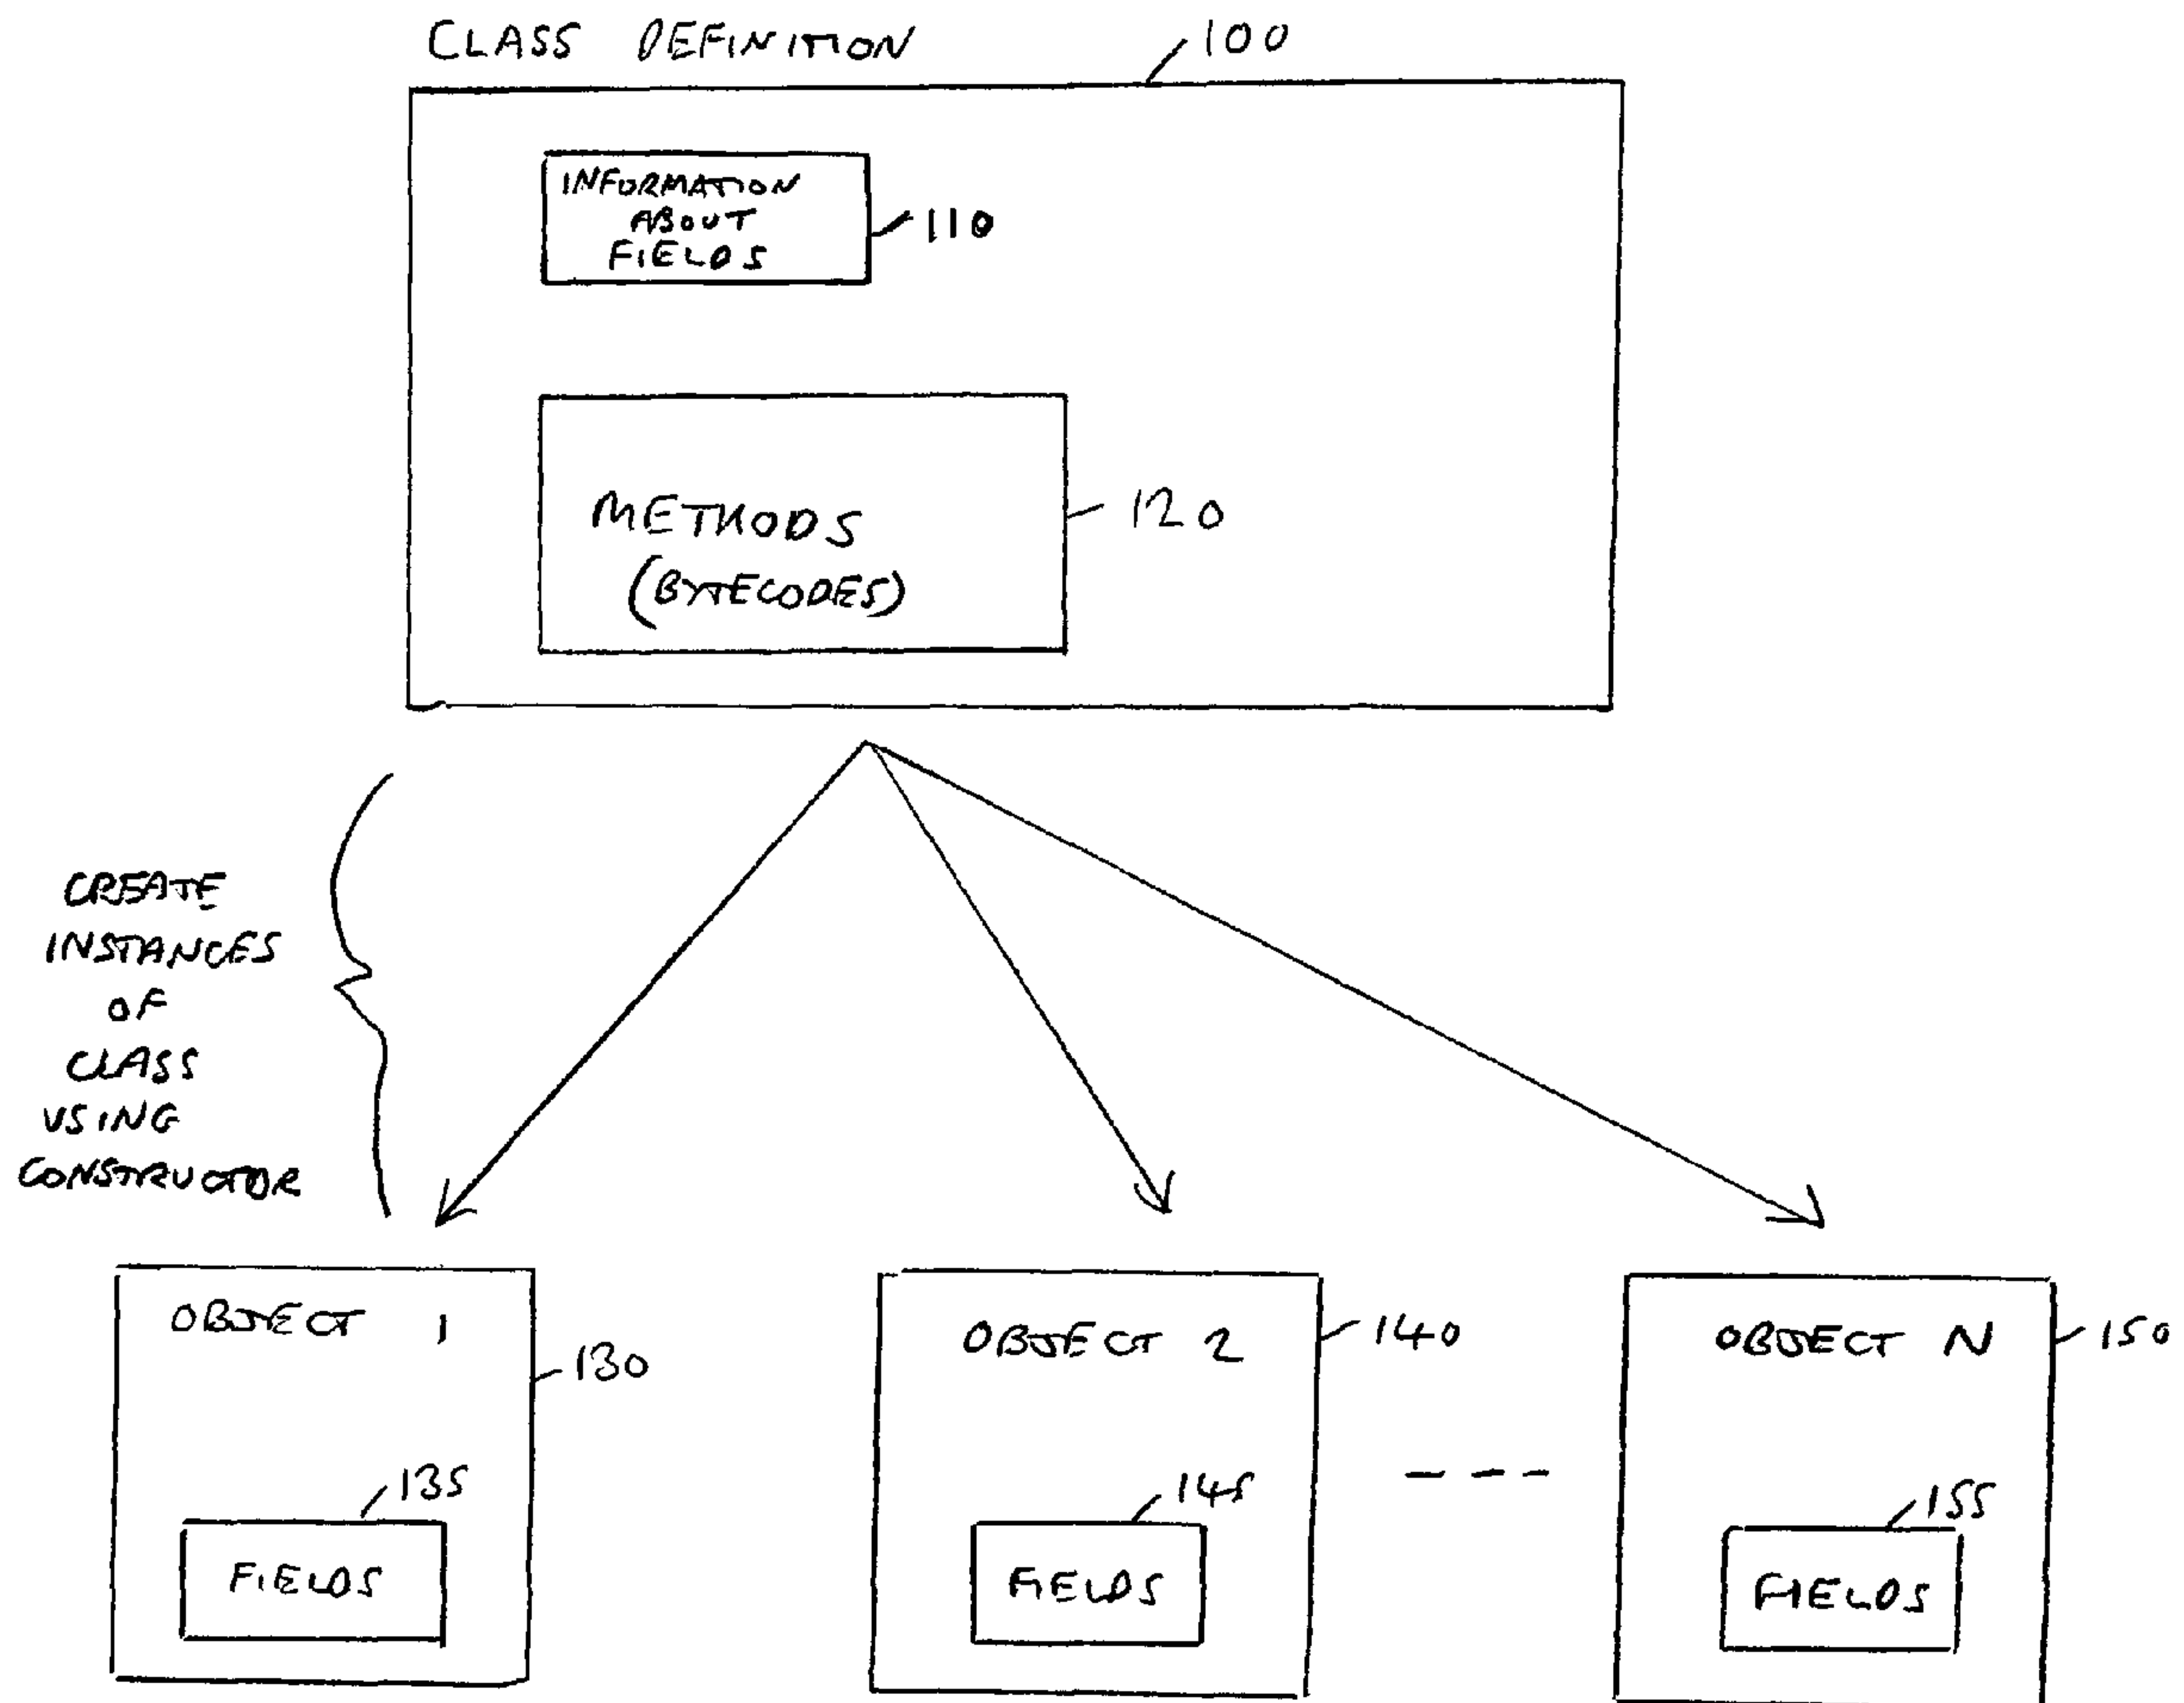 CLASS DEFINITION 100
INFORMATION
ABOUT
FIELDS
110
METHODS
(BYTECODES)
120
CREATE
INSTANCES
OF
CLASS
USING
CONSTRUCTOR
OBJECT 1
130
135
FIELDS
OBJECT 2
140
145
FIELDS
OBJECT N
150
155
FIELDS